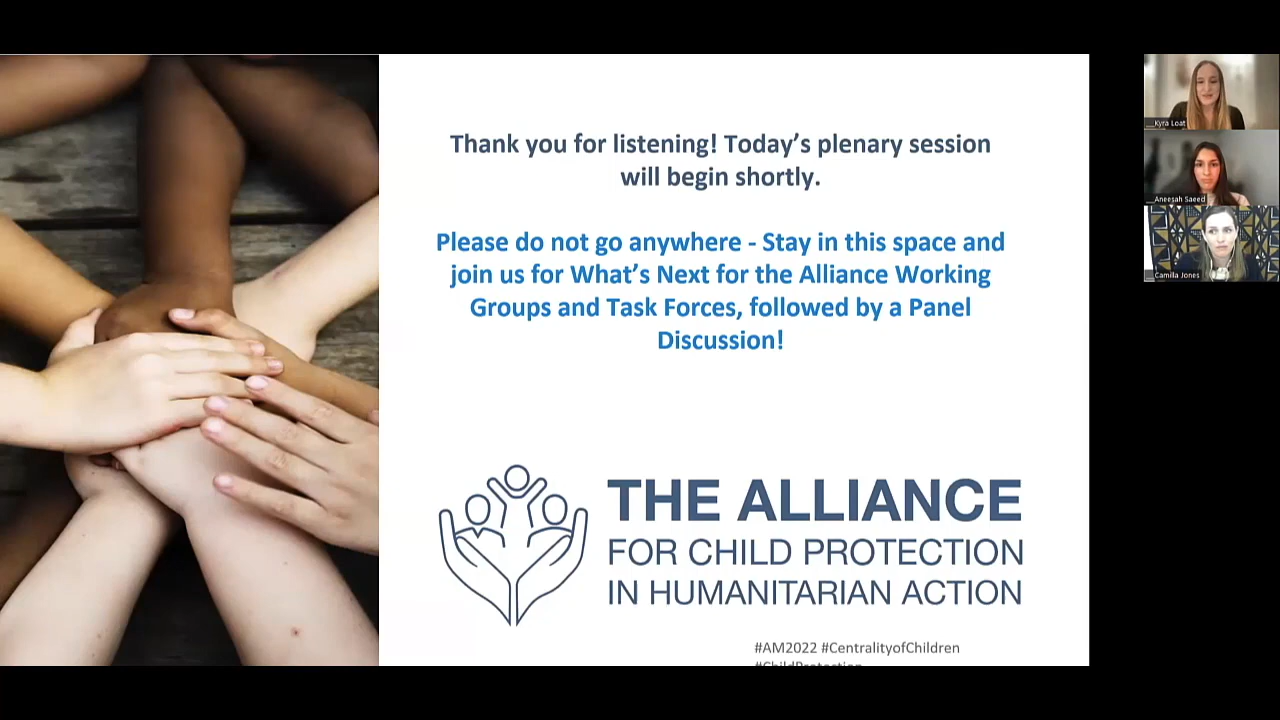 Thank you for listening! Today’s plenary session
will begin shortly.
Please do not go anywhere - Stay in this space and
join us for What’s Next for the Alliance Working
Groups and Task Forces, followed by a Panel
Discussion!
THE ALLIANCE
FOR CHILD PROTECTION
IN HUMANITARIAN ACTION
#AM2022 #CentralityofChildren
#ChildProtection
Kyra Loat
Aneesah Saeed
Camilla Jones